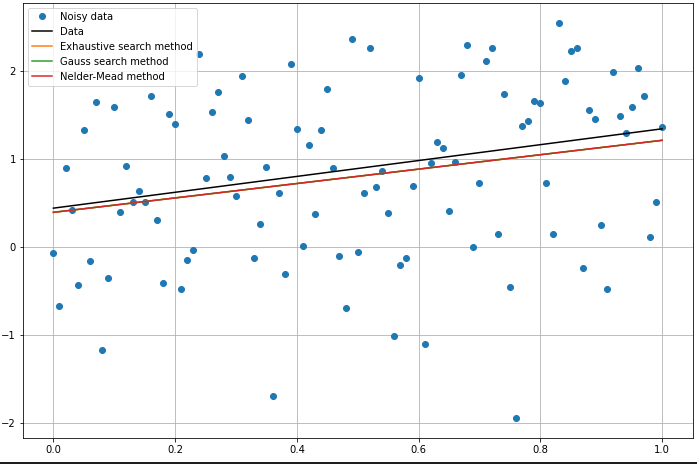 Noisy data
Data
Exhaustive search method
Gauss search method
Nelder-Mead method
2
1
0
−1
−2
0.0 0.2 0.4 0.6 0.8 1.0